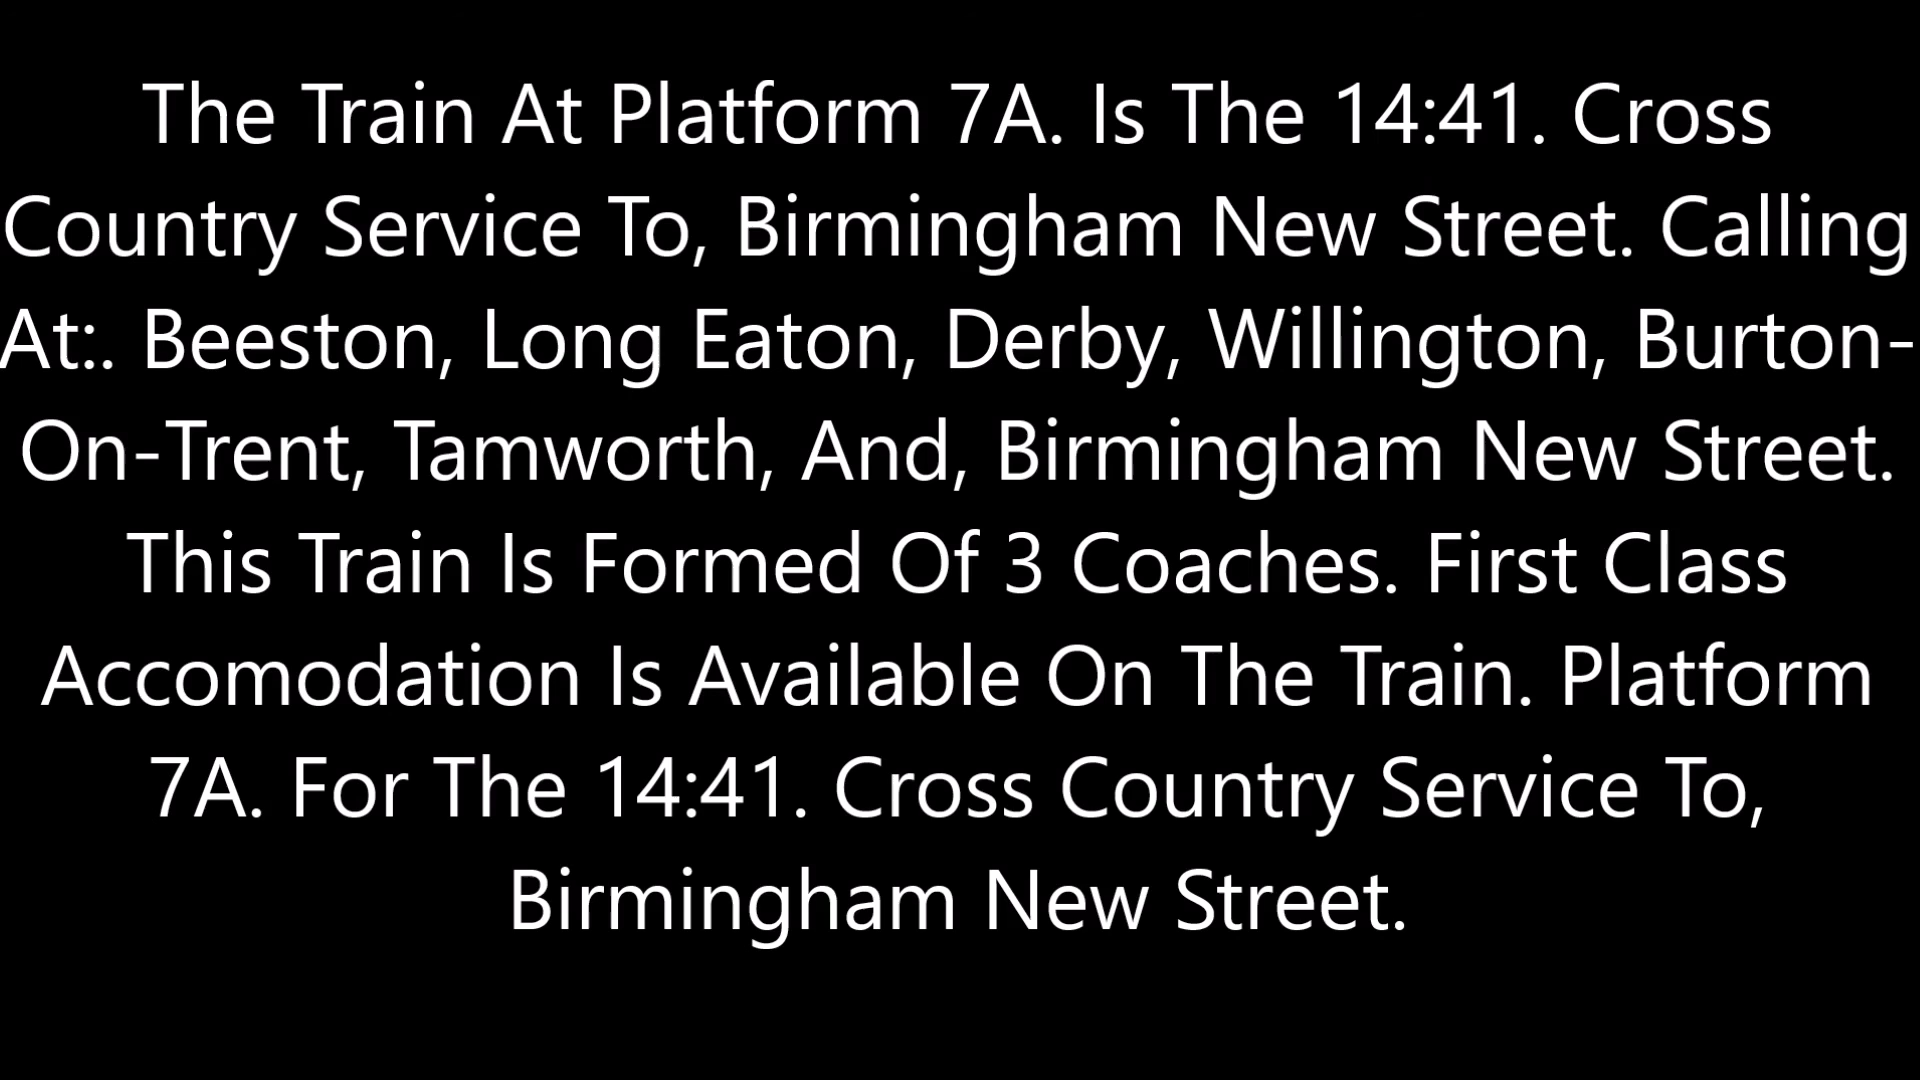 The Train At Platform 7A. Is The 14:41. Cross
Country Service To, Birmingham New Street. Calling
At:. Beeston, Long Eaton, Derby, Willington, Burton-
On-Trent, Tamworth, And, Birmingham New Street.
This Train Is Formed Of 3 Coaches. First Class
Accomodation Is Available On The Train. Platform
7A. For The 14:41. Cross Country Service To,
Birmingham New Street.